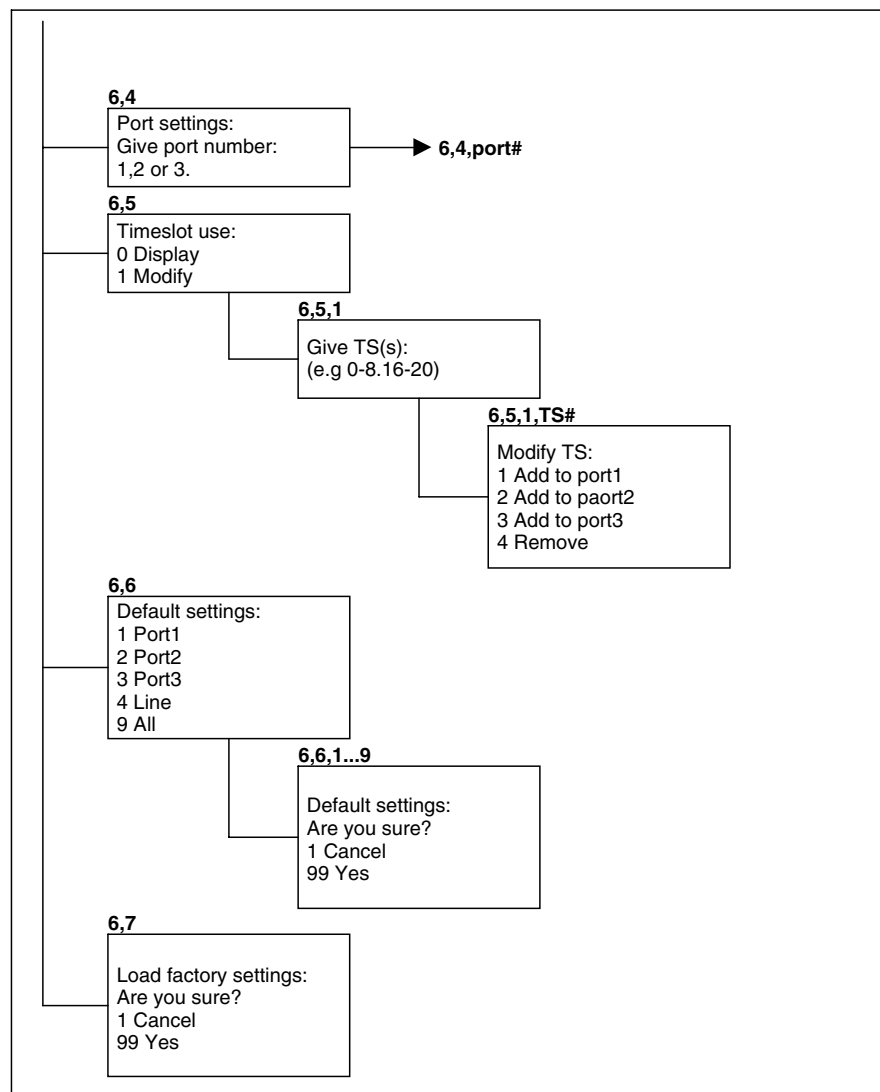 6,4
Port settings:
Give port number:
1,2 or 3.
6,4,port#
6,5
Timeslot use:
0 Display
1 Modify
6,5,1
Give TS(s):
(e.g 0-8.16-20)
6,5,1,TS#
Modify TS:
1 Add to port1
2 Add to paort2
3 Add to port3
4 Remove
6,6
Default settings:
1 Port1
2 Port2
3 Port3
4 Line
9 All
6,6,1...9
Default settings:
Are you sure?
1 Cancel
99 Yes
6,7
Load factory settings:
Are you sure?
1 Cancel
99 Yes